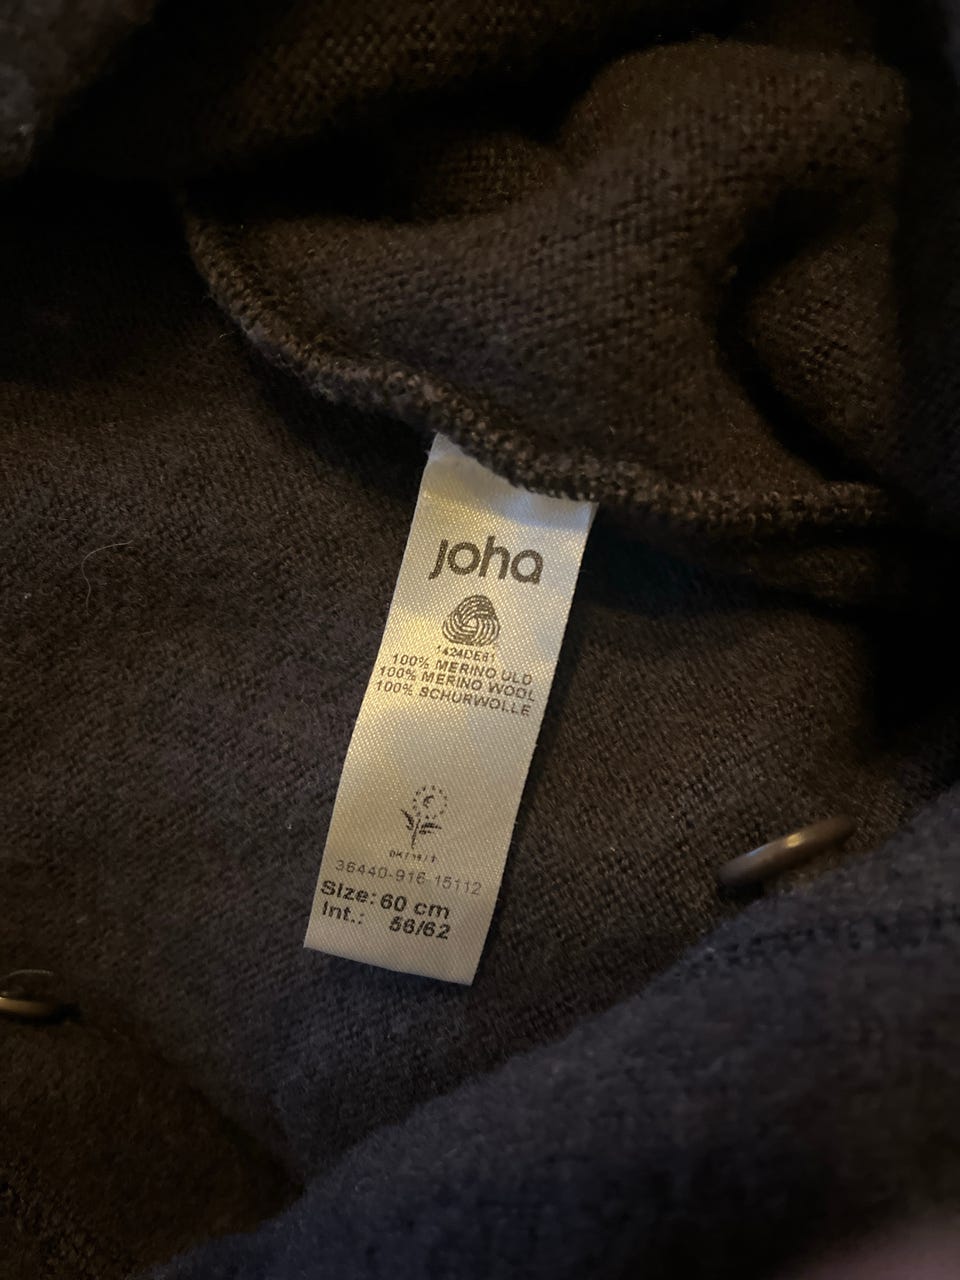 joha
1424DE81
100% MERINO ULD
100% MERINO WOOL
100% SCHURWOLLE
36440-916-15112
Size: 60 cm
Int.: 56/62